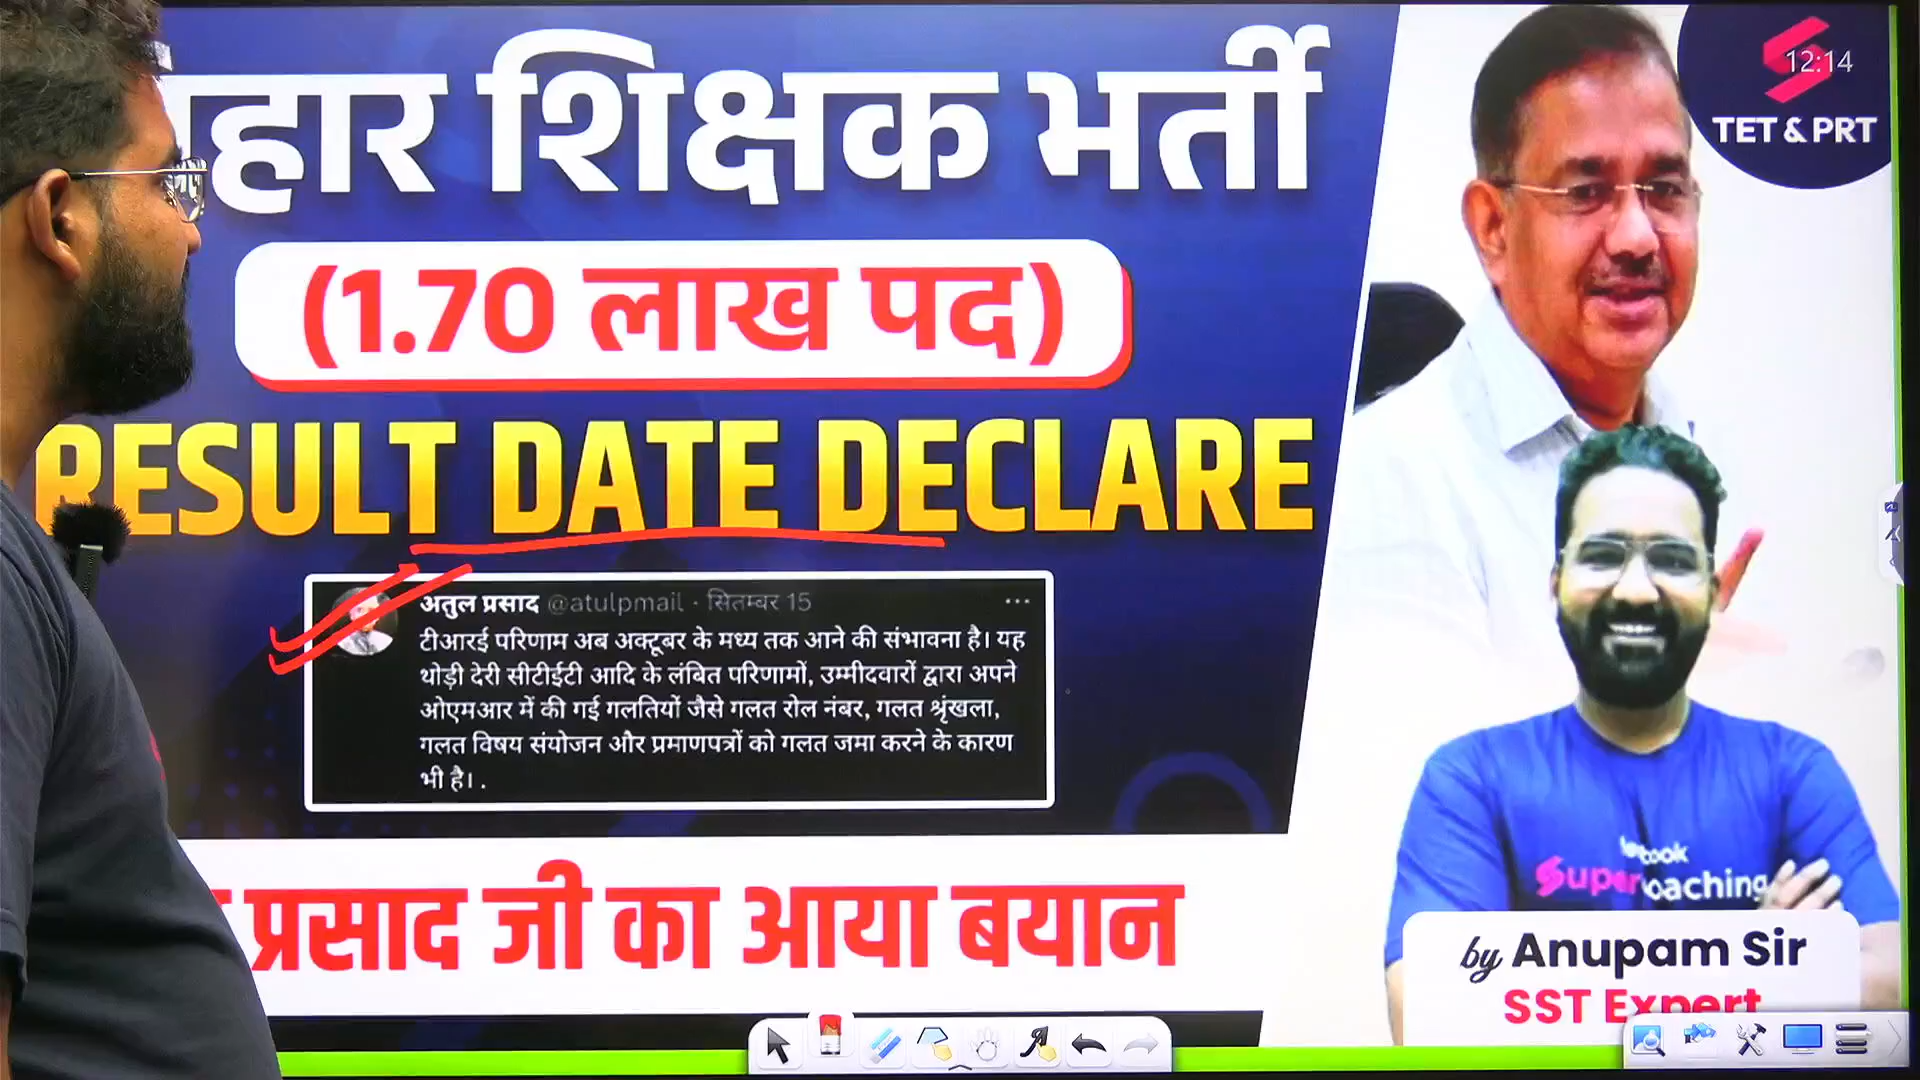 शिक्षक भर्ती
12:14
TET & PRT
(1.70 लाख पद)
RESULT DATE DECLARE
अतुल प्रसाद @atulpmail · सितम्बर 15
टीआरई परिणाम अब अक्टूबर के मध्य तक आने की संभावना है। यह
थोड़ी देरी सीटीईटी आदि के लंबित परिणामों, उम्मीदवारों द्वारा अपने
ओएमआर में की गई गलतियों जैसे गलत रोल नंबर, गलत श्रृंखला,
गलत विषय संयोजन और प्रमाणपत्रों को गलत जमा करने के कारण
भी है। .
प्रसाद जी का आया बयान
Supercoaching
by Anupam Sir
SST Expert